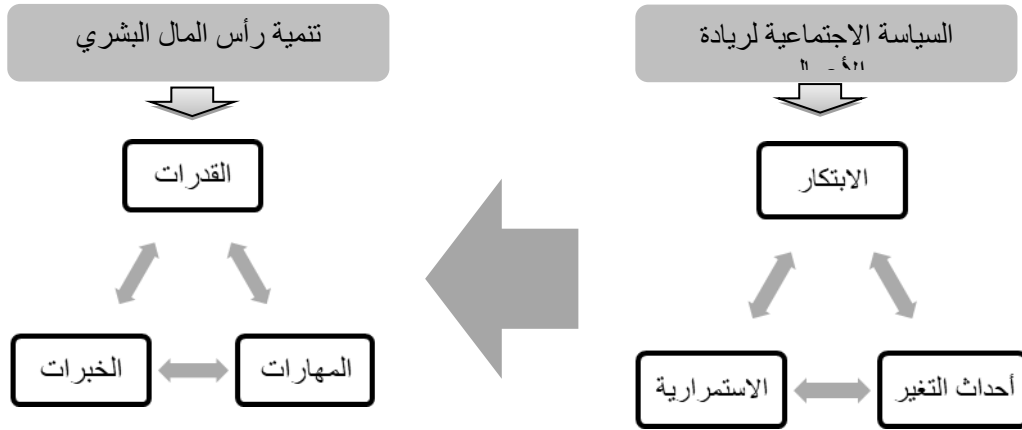 السياسة الاجتماعية لريادة
تنمية رأس المال البشري
الابتكار
أحداث التغير
الاستمرارية
القدرات
المهارات
الخبرات